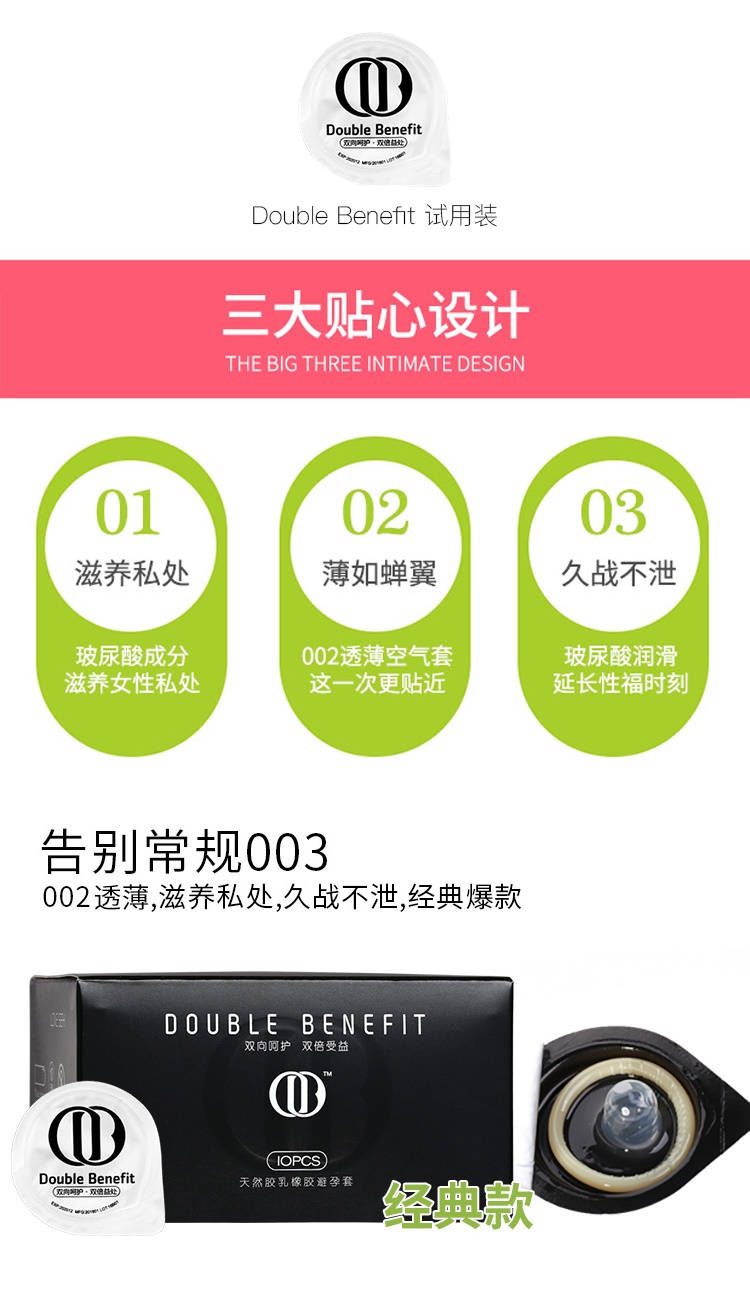 Double Benefit
双向呵护·双倍益处
EXP:202012 MFG:201601 LOT:16601
Double Benefit 试用装
三大贴心设计
THE BIG THREE INTIMATE DESIGN
01
滋养私处
玻尿酸成分
滋养女性私处
02
薄如蝉翼
002透薄空气套
这一次更贴近
03
久战不泄
玻尿酸润滑
延长性福时刻
告别常规003
002透薄,滋养私处,久战不泄,经典爆款
DOUBLE BENEFIT
双向呵护 双倍受益
TM
10PCS
天然胶乳橡胶避孕套
Double Benefit
双向呵护·双倍益处
经典款